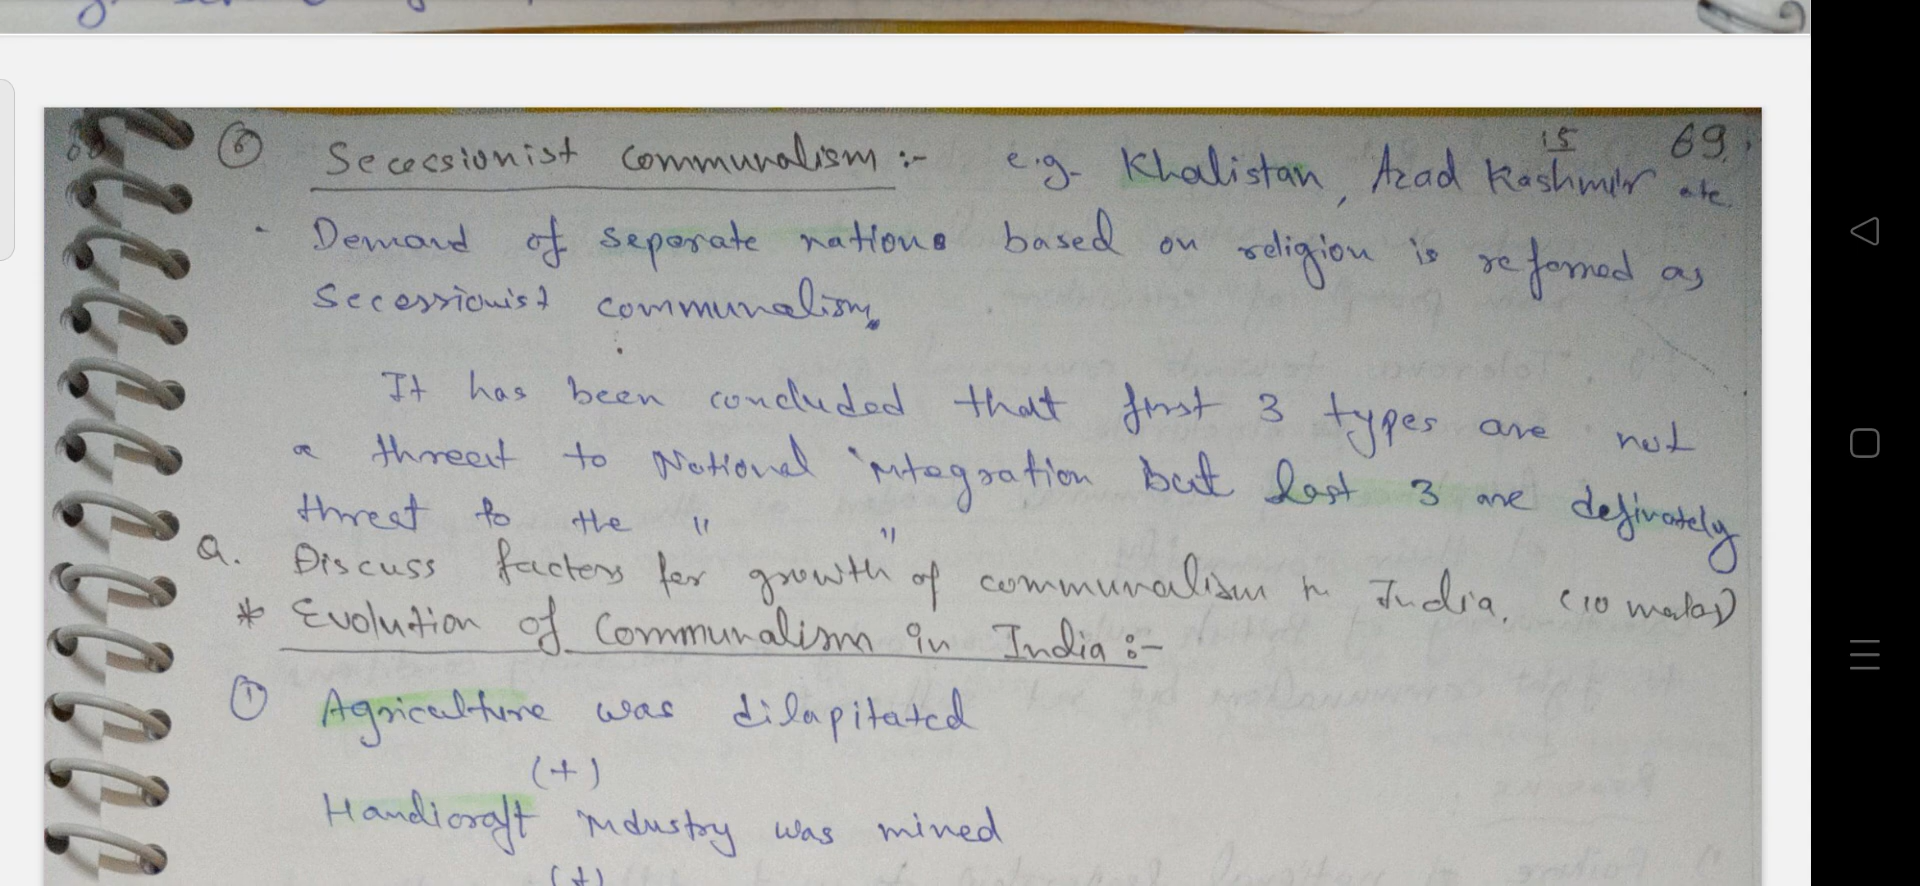 15 69.
⑥ Secessionist Communalism :- e.g. Khalistan, Azad Kashmir etc.
· Demand of separate nations based on religion is referred as
Secessionist communalism.
It has been concluded that first 3 types are not
a threat to National integration but last 3 are definately
threat to the " "
Q. Discuss factors for growth of communalism in India. (10 marks)
* Evolution of Communalism in India :-
① Agriculture was dilapitated
(+)
Handicraft industry was ruined
(+)